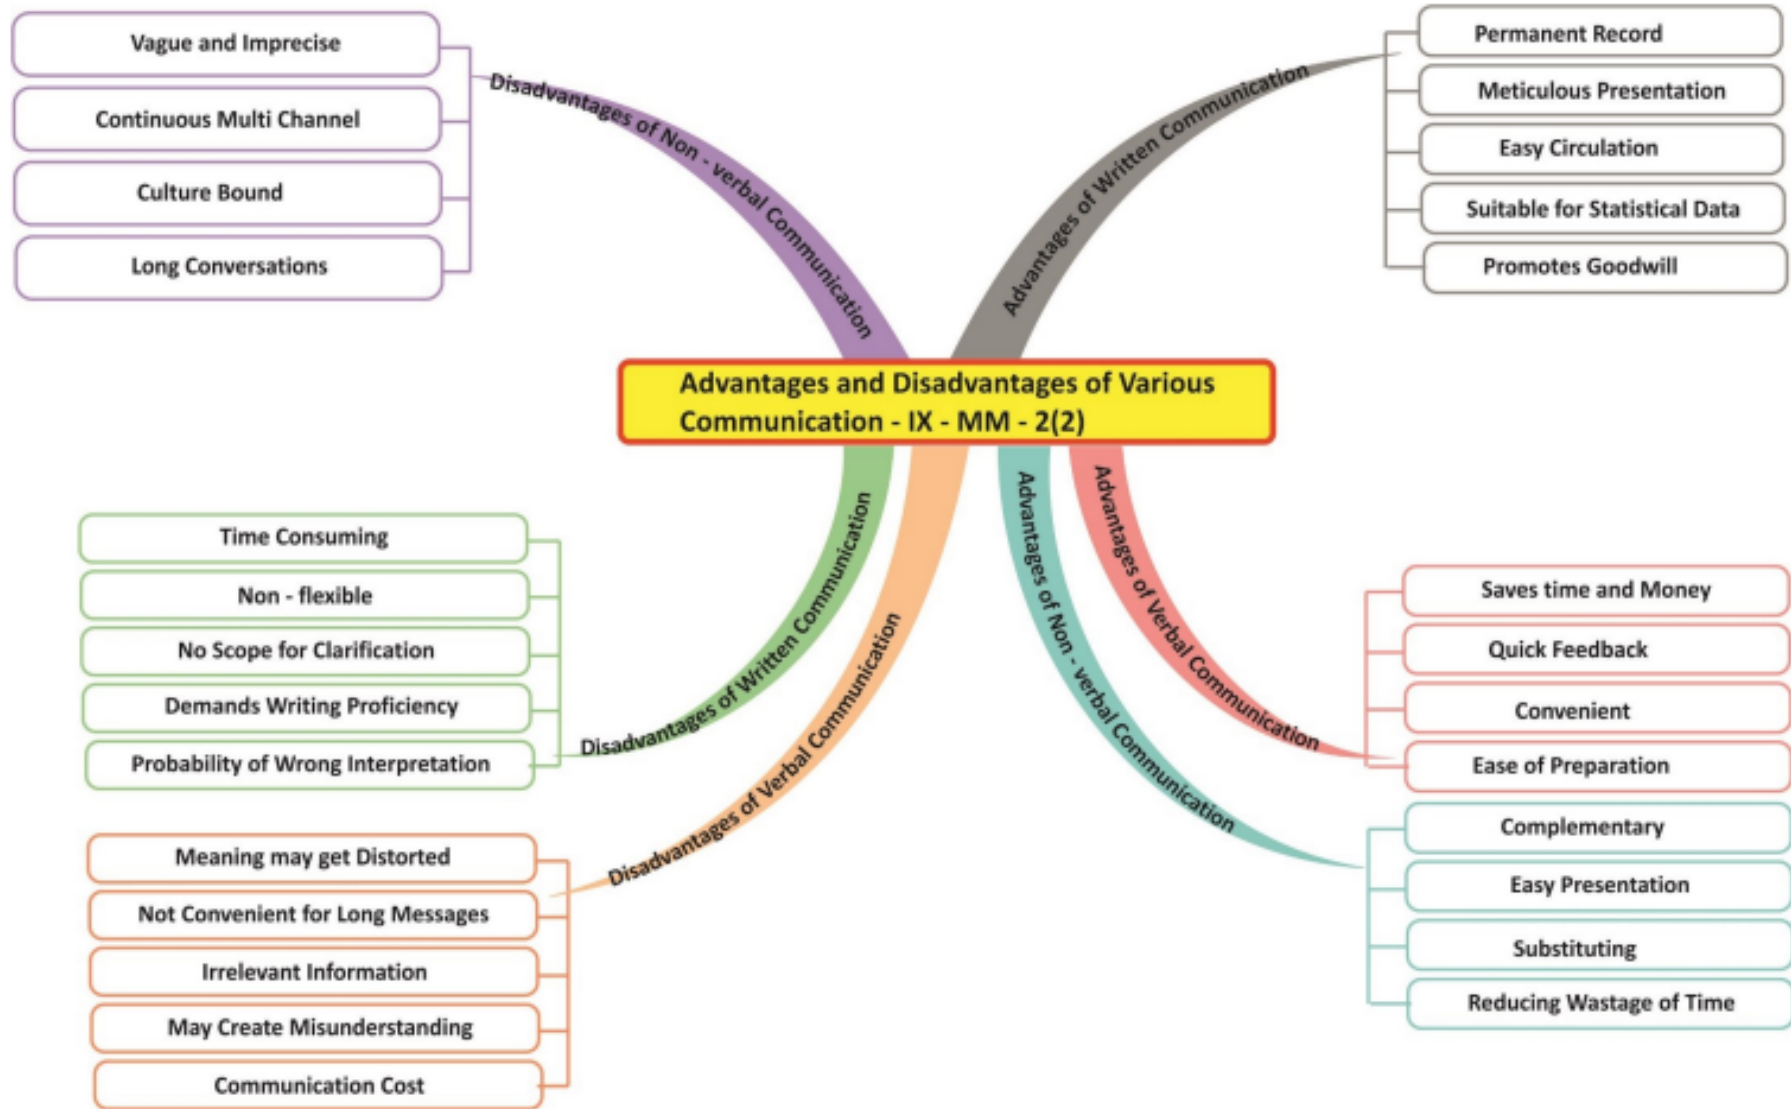 Vague and Imprecise
Continuous Multi Channel
Culture Bound
Long Conversations
Disadvantages of Non - verbal Communication
Advantages of Written Communication
Permanent Record
Meticulous Presentation
Easy Circulation
Suitable for Statistical Data
Promotes Goodwill
Advantages and Disadvantages of Various
Communication - IX - MM - 2(2)
Time Consuming
Non - flexible
No Scope for Clarification
Demands Writing Proficiency
Probability of Wrong Interpretation
Disadvantages of Written Communication
Meaning may get Distorted
Not Convenient for Long Messages
Irrelevant Information
May Create Misunderstanding
Communication Cost
Disadvantages of Verbal Communication
Advantages of Verbal Communication
Saves time and Money
Quick Feedback
Convenient
Ease of Preparation
Advantages of Non - verbal Communication
Complementary
Easy Presentation
Substituting
Reducing Wastage of Time